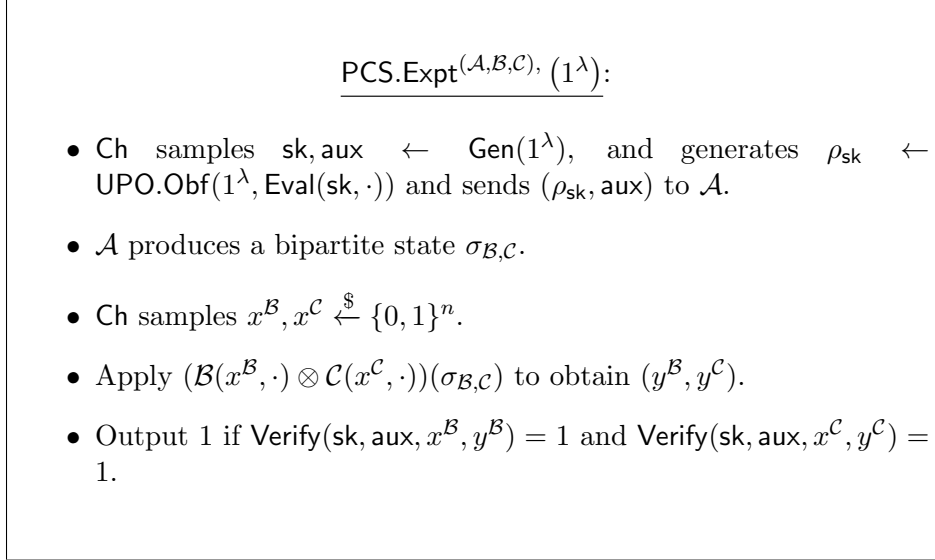 PCS.Expt^{(𝒜,ℬ,𝒞),} (1^λ):
• Ch samples sk, aux ← Gen(1^λ), and generates ρ_sk ←
UPO.Obf(1^λ, Eval(sk, ·)) and sends (ρ_sk, aux) to 𝒜.
• 𝒜 produces a bipartite state σ_{ℬ,𝒞}.
• Ch samples x^ℬ, x^𝒞 ←^$ {0, 1}^n.
• Apply (ℬ(x^ℬ, ·) ⊗ 𝒞(x^𝒞, ·))(σ_{ℬ,𝒞}) to obtain (y^ℬ, y^𝒞).
• Output 1 if Verify(sk, aux, x^ℬ, y^ℬ) = 1 and Verify(sk, aux, x^𝒞, y^𝒞) =
1.